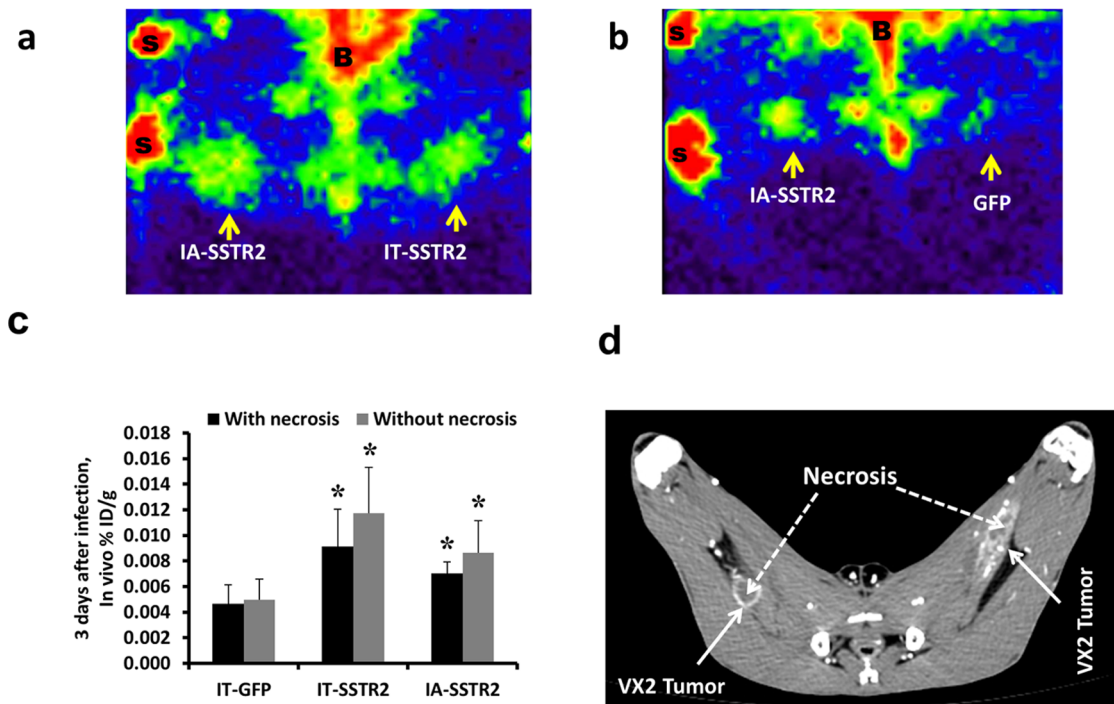 a
S
B
S
IA-SSTR2
IT-SSTR2
b
S
B
S
IA-SSTR2
GFP
c
With necrosis
Without necrosis
3 days after infection,
In vivo % ID/g
0.018
0.016
0.014
0.012
0.010
0.008
0.006
0.004
0.002
0.000
*
*
*
*
IT-GFP
IT-SSTR2
IA-SSTR2
d
Necrosis
VX2 Tumor
VX2 Tumor